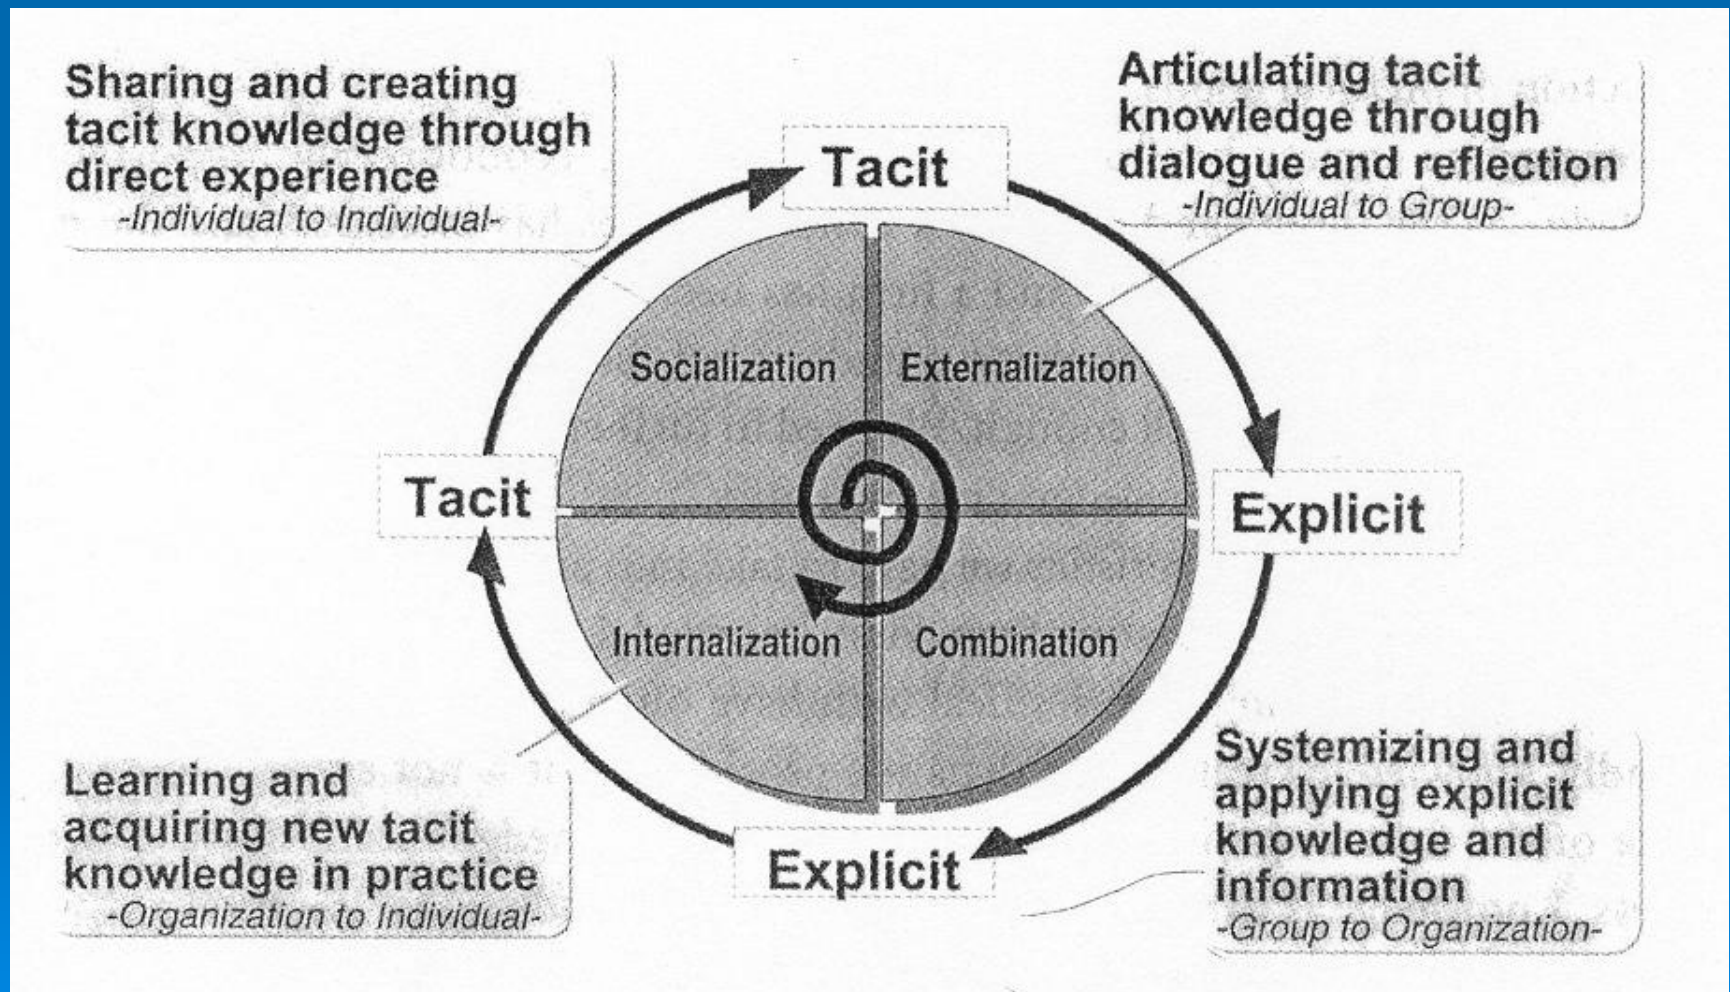 Sharing and creating
tacit knowledge through
direct experience
-Individual to Individual-
Articulating tacit
knowledge through
dialogue and reflection
-Individual to Group-
Tacit
Socialization
Externalization
Tacit
Explicit
Internalization
Combination
Explicit
Learning and
acquiring new tacit
knowledge in practice
-Organization to Individual-
Systemizing and
applying explicit
knowledge and
information
-Group to Organization-